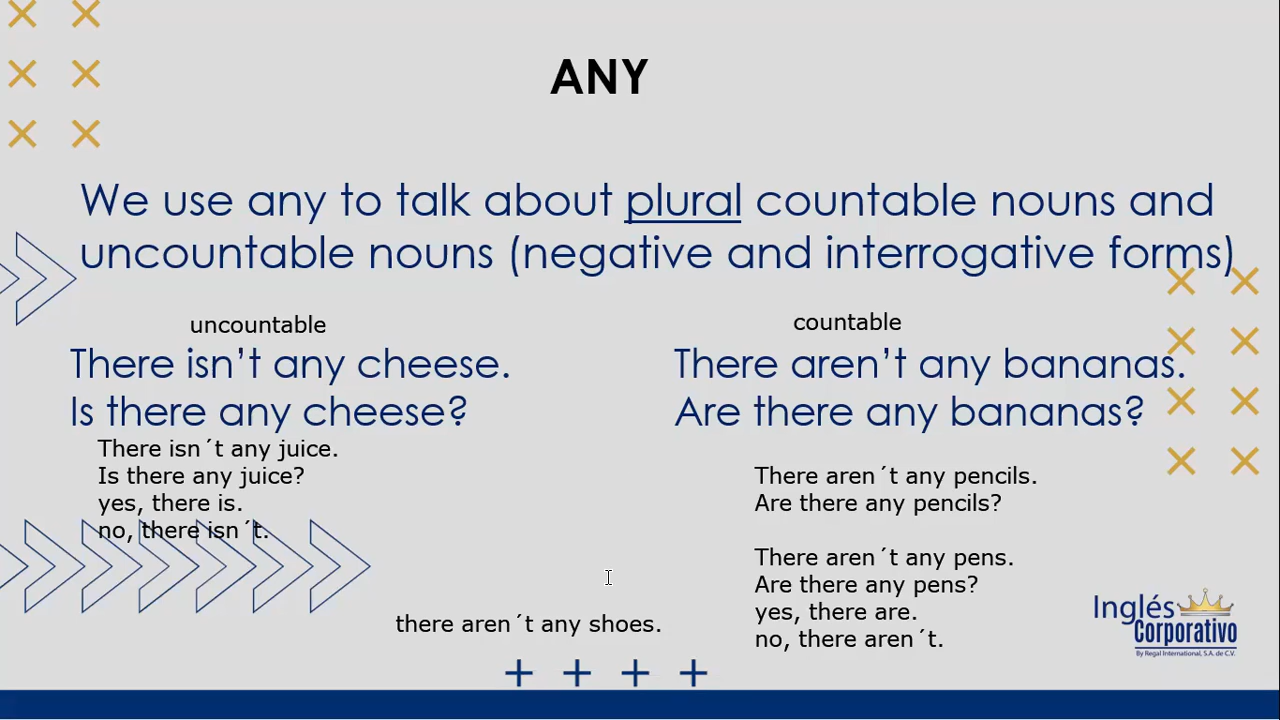 ANY
We use any to talk about plural countable nouns and
uncountable nouns (negative and interrogative forms)
uncountable
There isn’t any cheese.
Is there any cheese?
There isn´t any juice.
Is there any juice?
yes, there is.
no, there isn´t.
countable
There aren’t any bananas.
Are there any bananas?
There aren´t any pencils.
Are there any pencils?
There aren´t any pens.
Are there any pens?
yes, there are.
no, there aren´t.
there aren´t any shoes.
Inglés
Corporativo
By Regal International, S.A. de C.V.